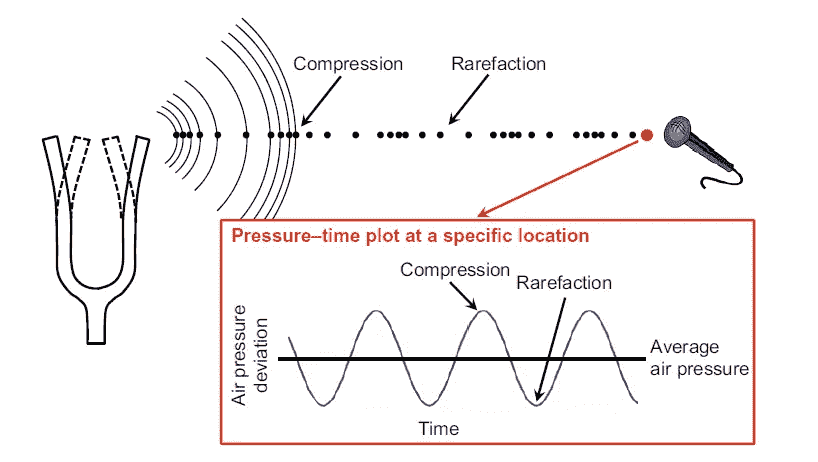 Compression
Rarefaction
Pressure--time plot at a specific location
Compression
Rarefaction
Air pressure
deviation
Average
air pressure
Time